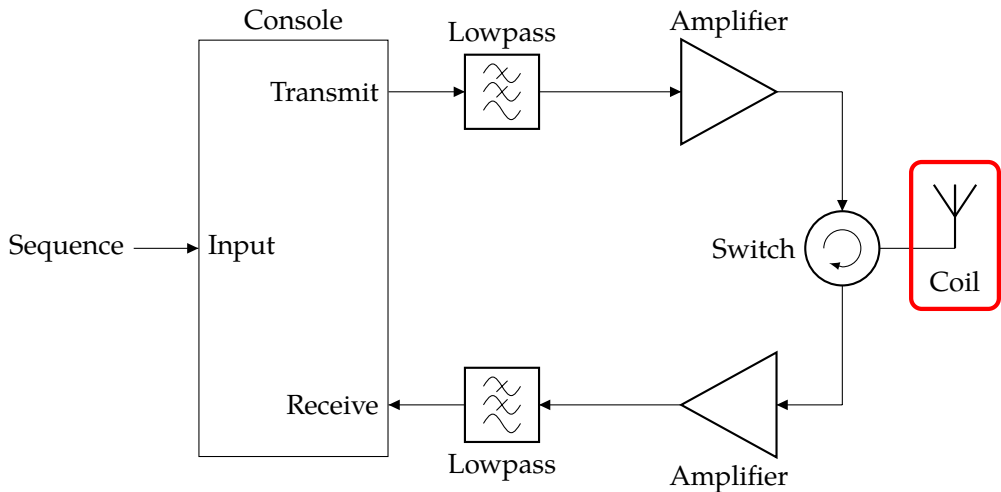 Console
Lowpass
Amplifier
Transmit
Sequence
Input
Switch
Coil
Receive
Lowpass
Amplifier